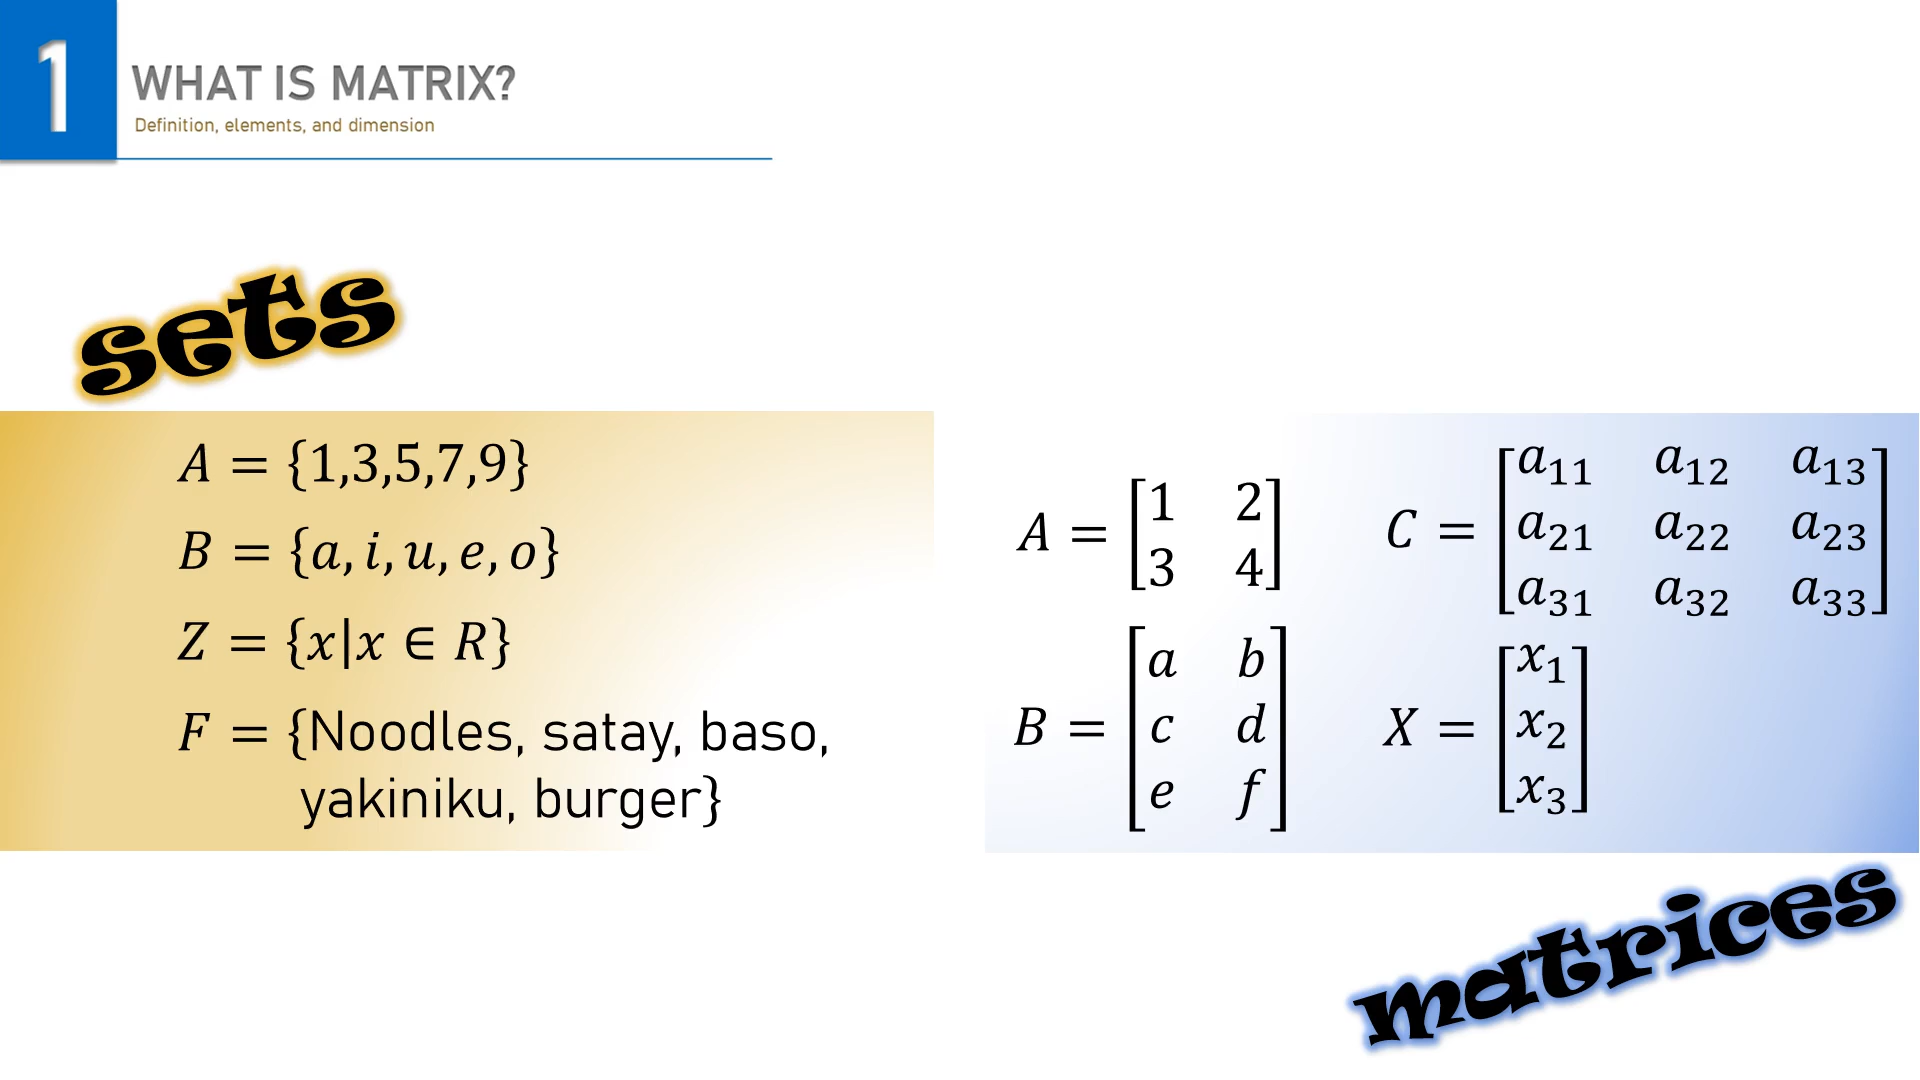 1
WHAT IS MATRIX?
Definition, elements, and dimension
sets
A = {1,3,5,7,9}
B = {a, i, u, e, o}
Z = {x|x ∈ R}
F = {Noodles, satay, baso,
yakiniku, burger}
A = [1 2
3 4]
B = [a b
c d
e f]
C = [a₁₁ a₁₂ a₁₃
a₂₁ a₂₂ a₂₃
a₃₁ a₃₂ a₃₃]
X = [x₁
x₂
x₃]
matrices